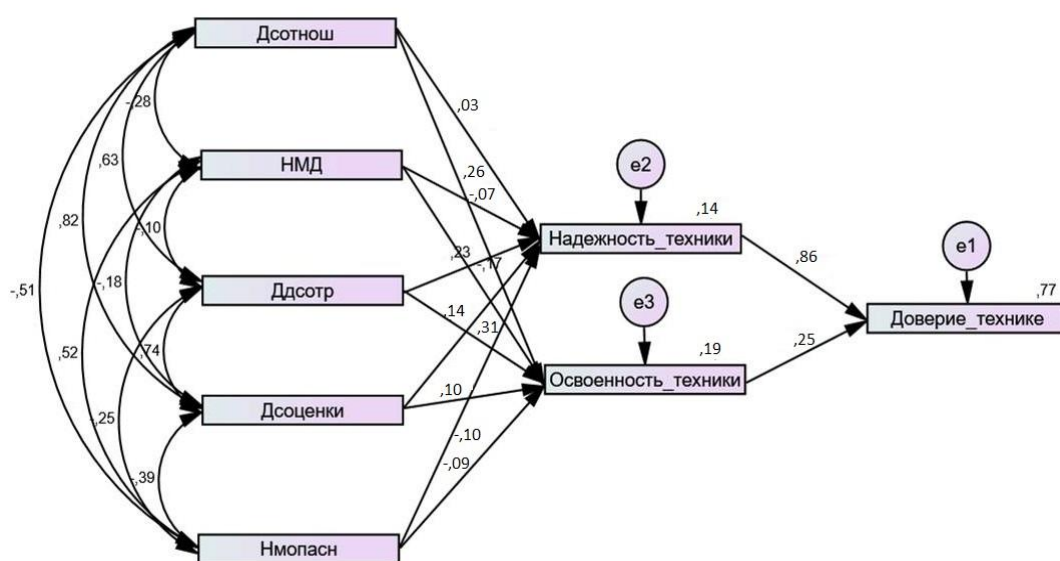 Дсотнош
-,28
,03
НМД
e2
,63
,26
-,07
,14
,82
-,10
Надежность_техники
e1
,23
-,17
,86
-,18
Ддсотр
e3
,77
-,51
,14
,31
Доверие_технике
,52
,74
,19
,25
Освоенность_техники
,10
-,25
Дсоценки
-,10
-,09
-,39
Нмопасн